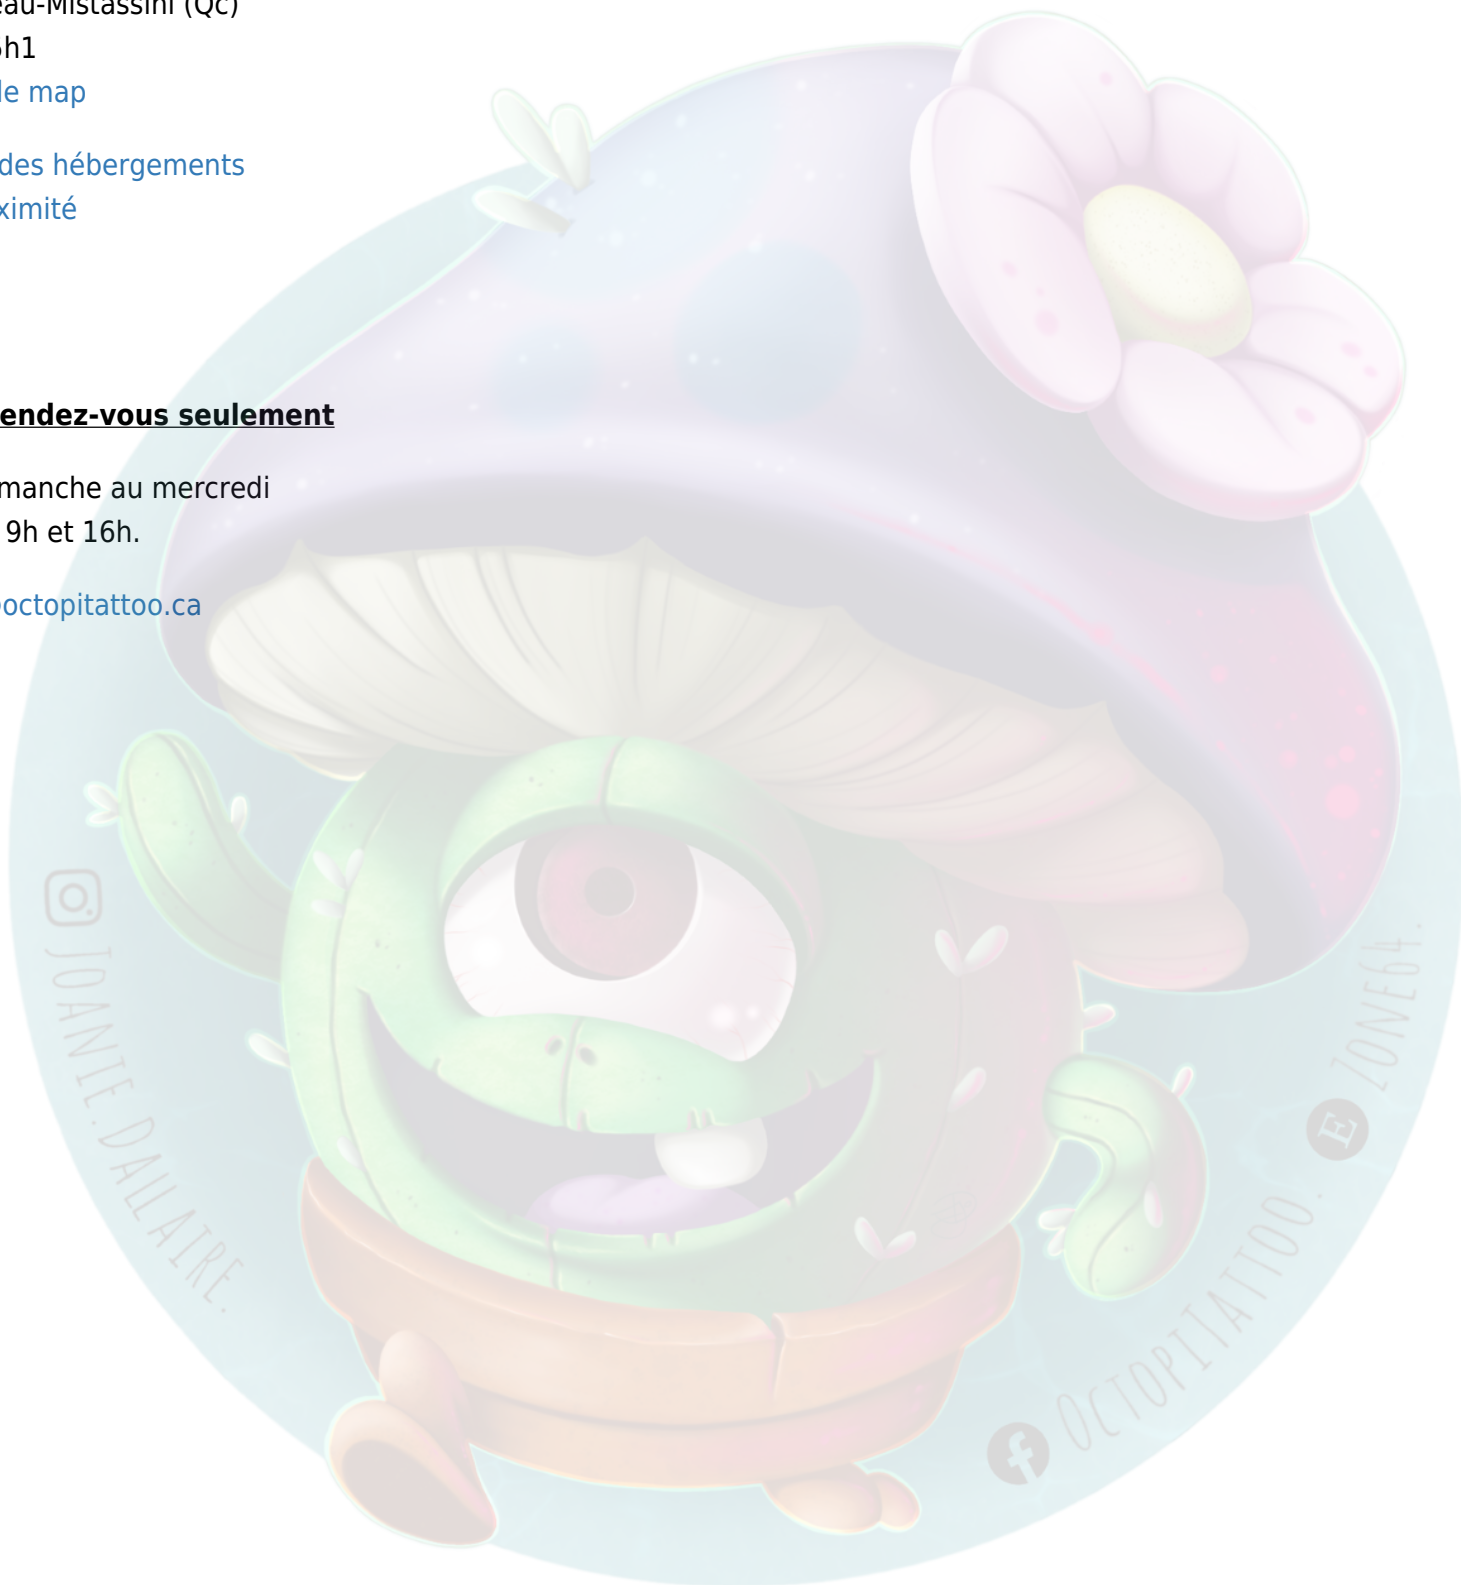 eau-Mistassini (Qc)
h1
le map
des hébergements
ximité
endez-vous seulement
manche au mercredi
9h et 16h.
octopitattoo.ca
JOANIE.DALLAIRE.
OCTOPITATTOO.
E ZONE64.